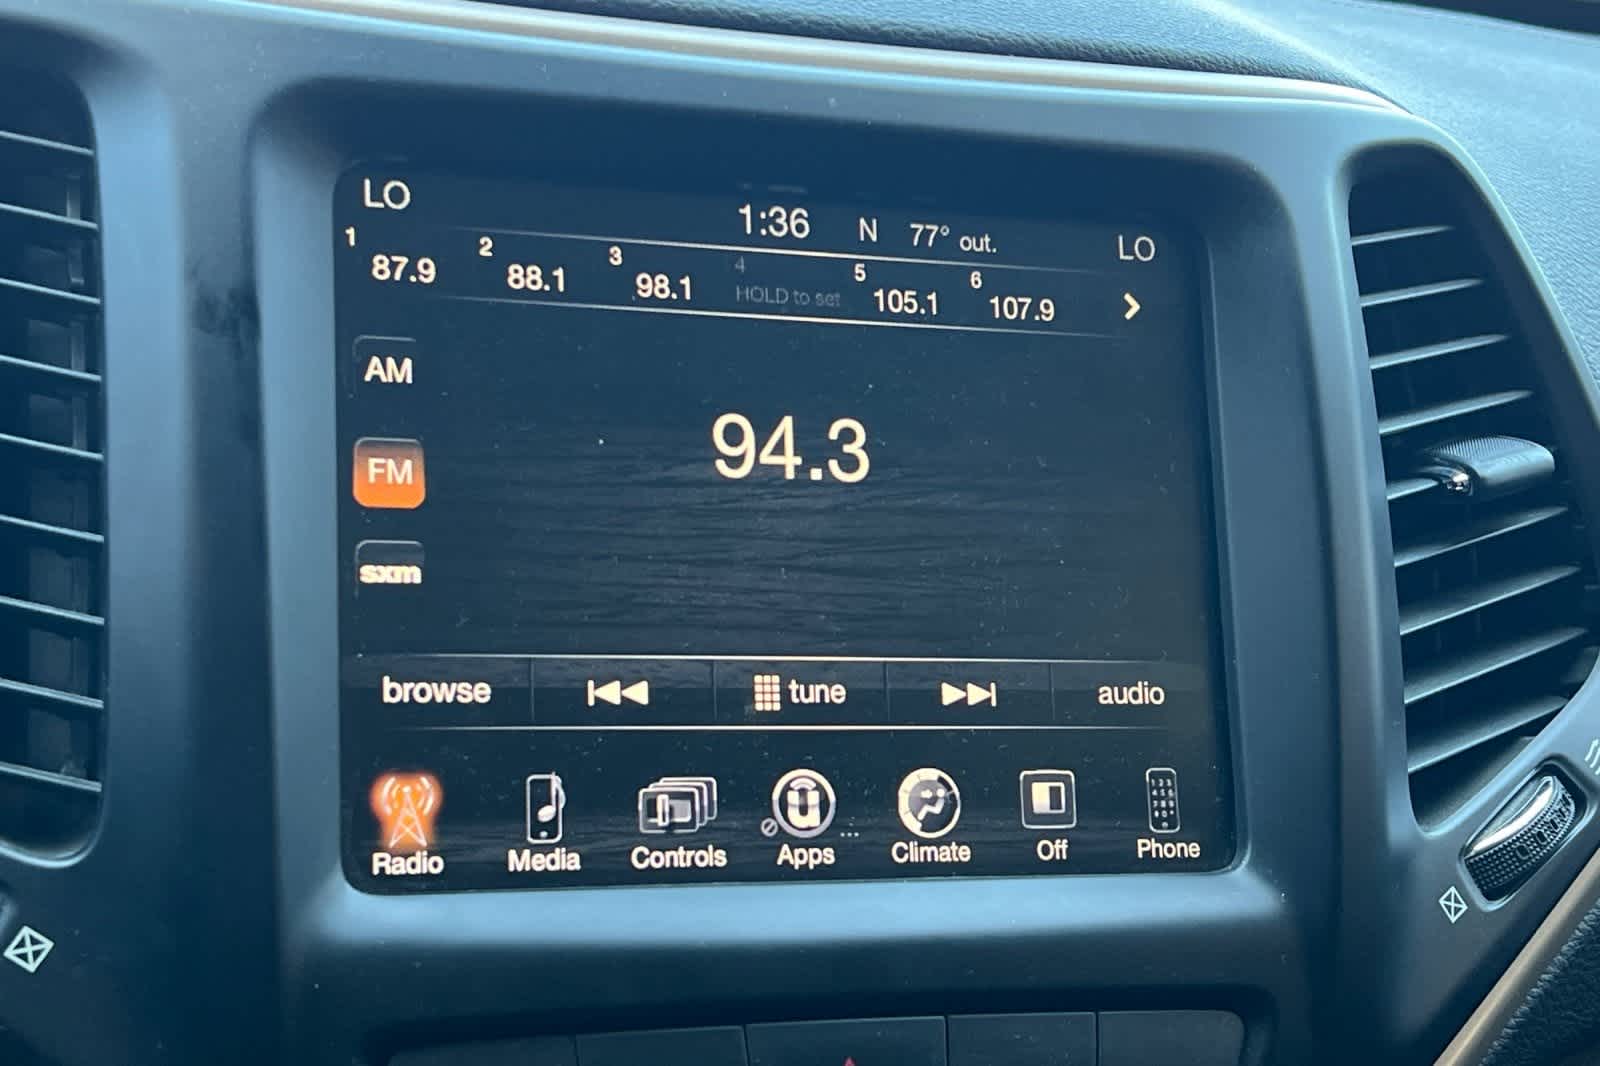 LO 1:36 N 77° out. LO
1 2 3 4 5 6
87.9 88.1 98.1 HOLD to set 105.1 107.9
AM
94.3
FM
sxm
browse tune audio
Radio Media Controls Apps Climate Off Phone